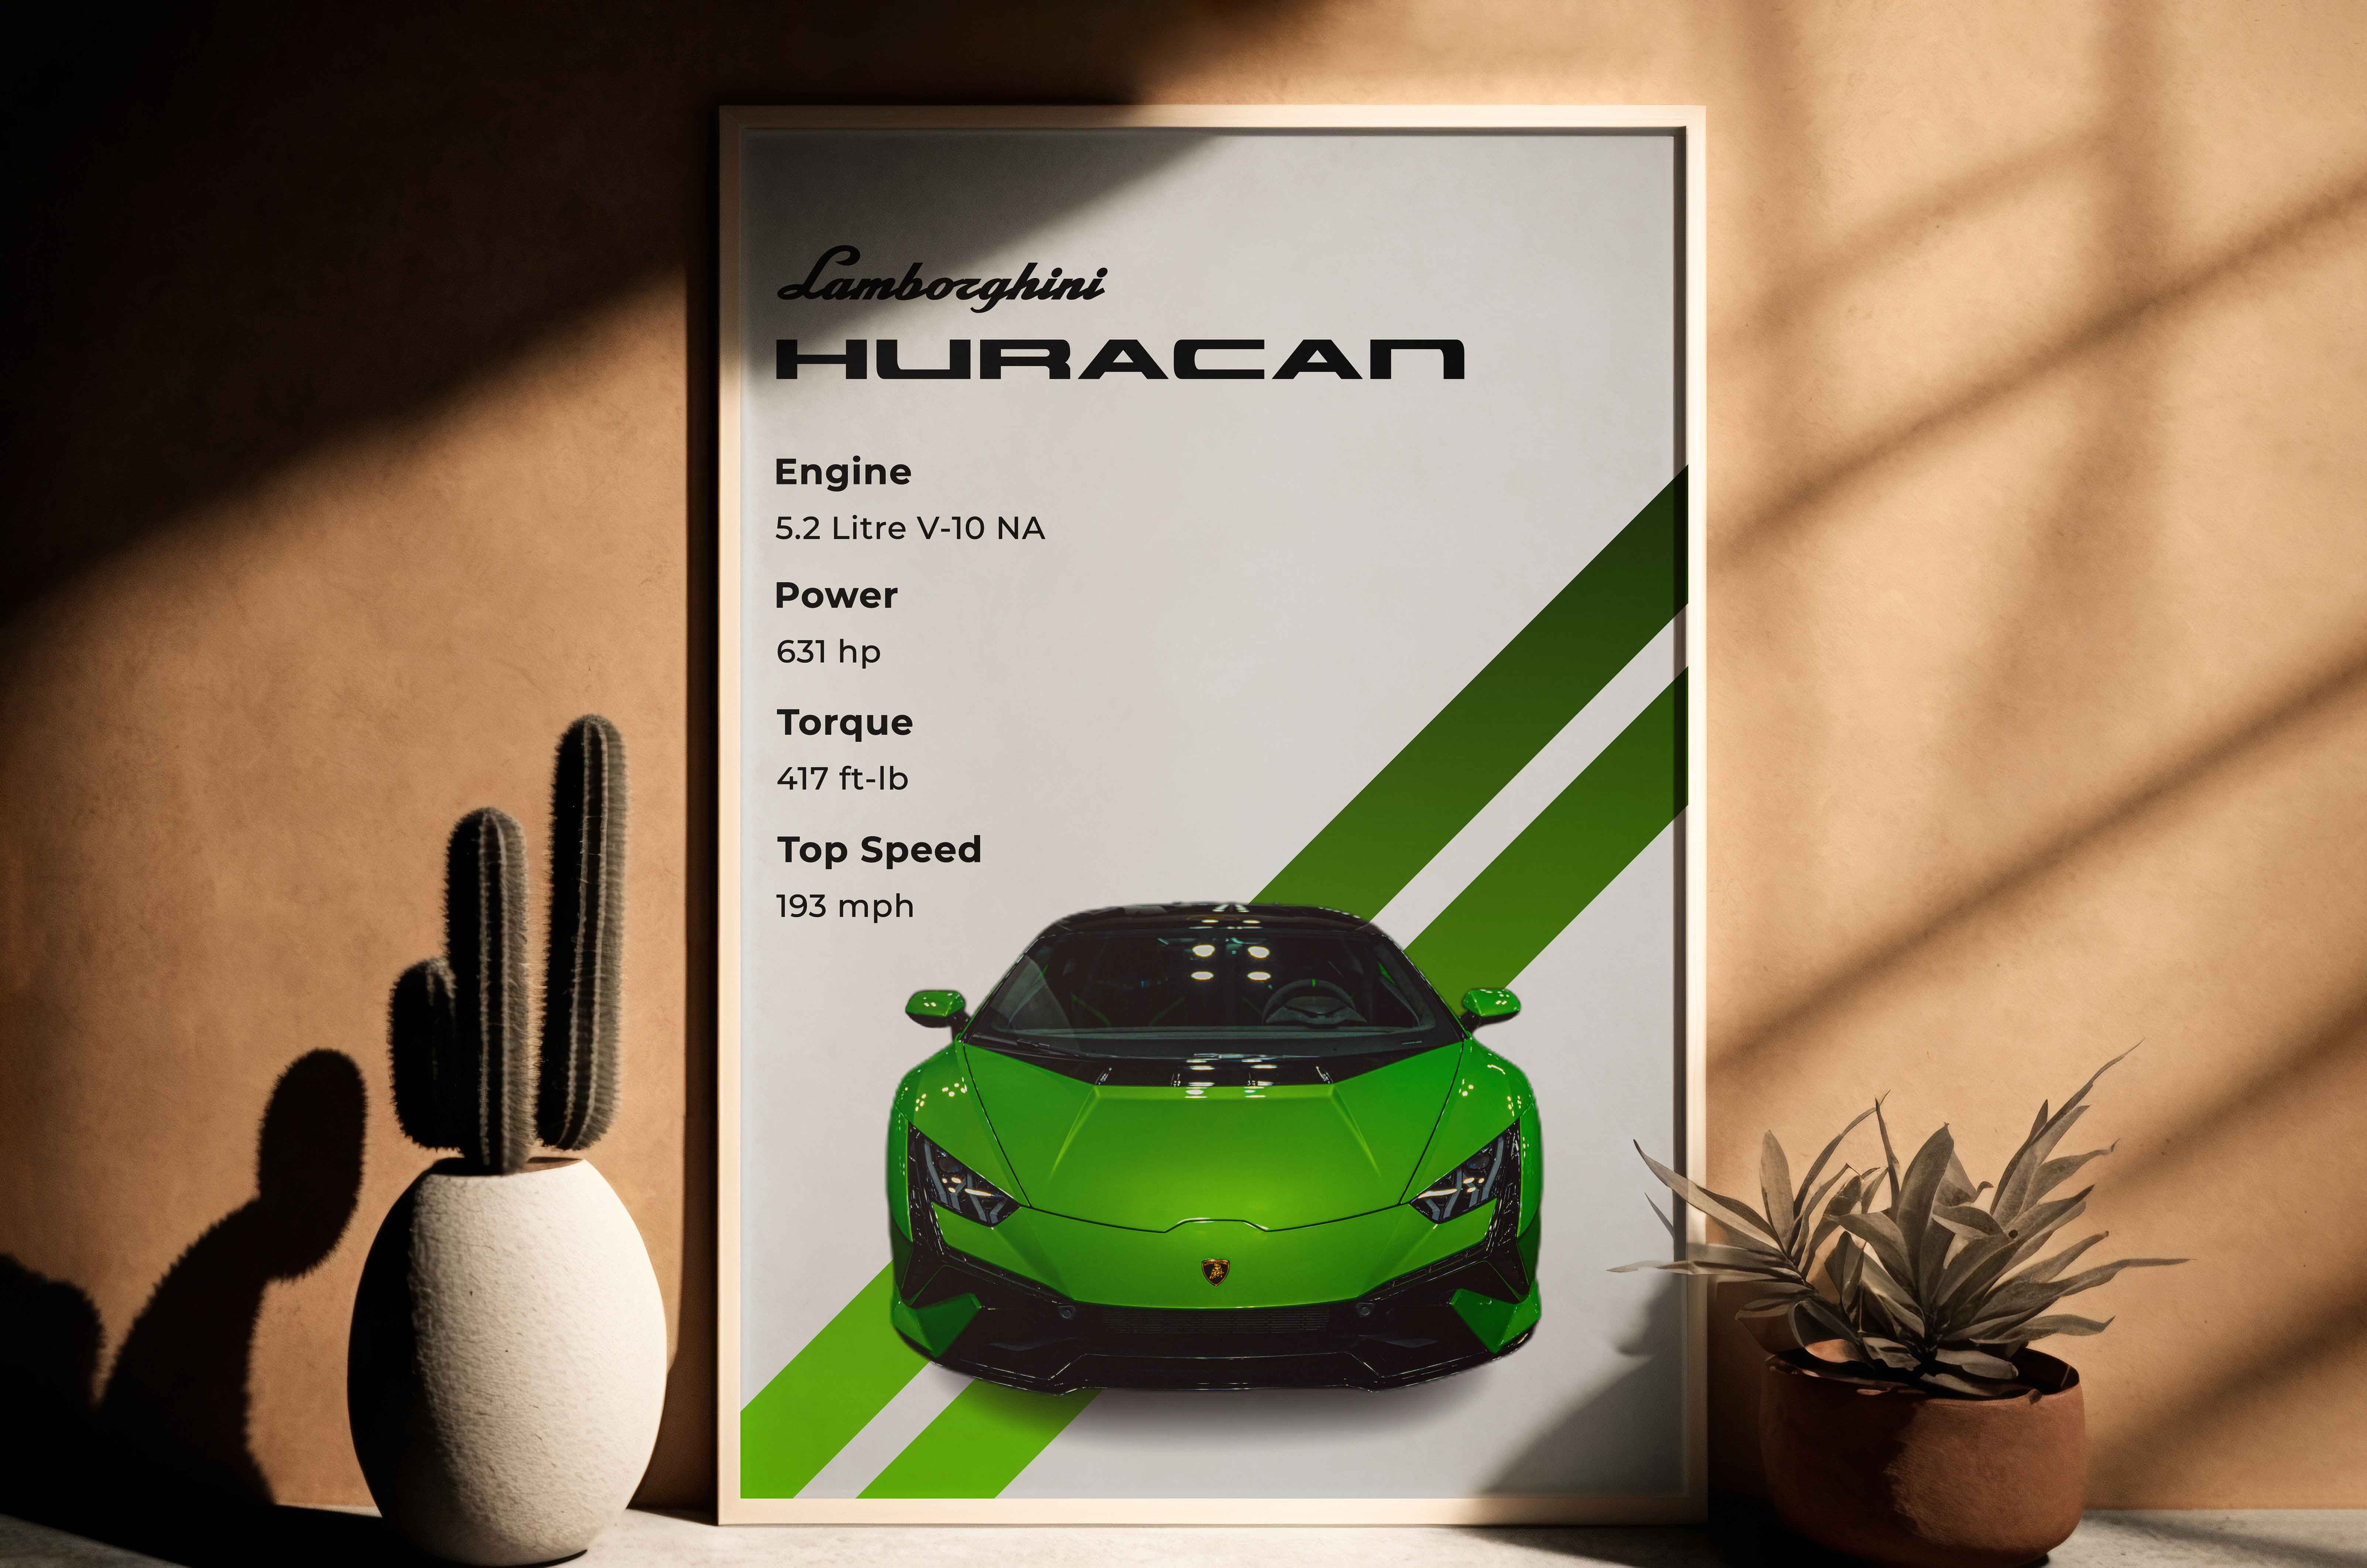 Lamborghini
HURACAN
Engine
5.2 Litre V-10 NA
Power
631 hp
Torque
417 ft-lb
Top Speed
193 mph